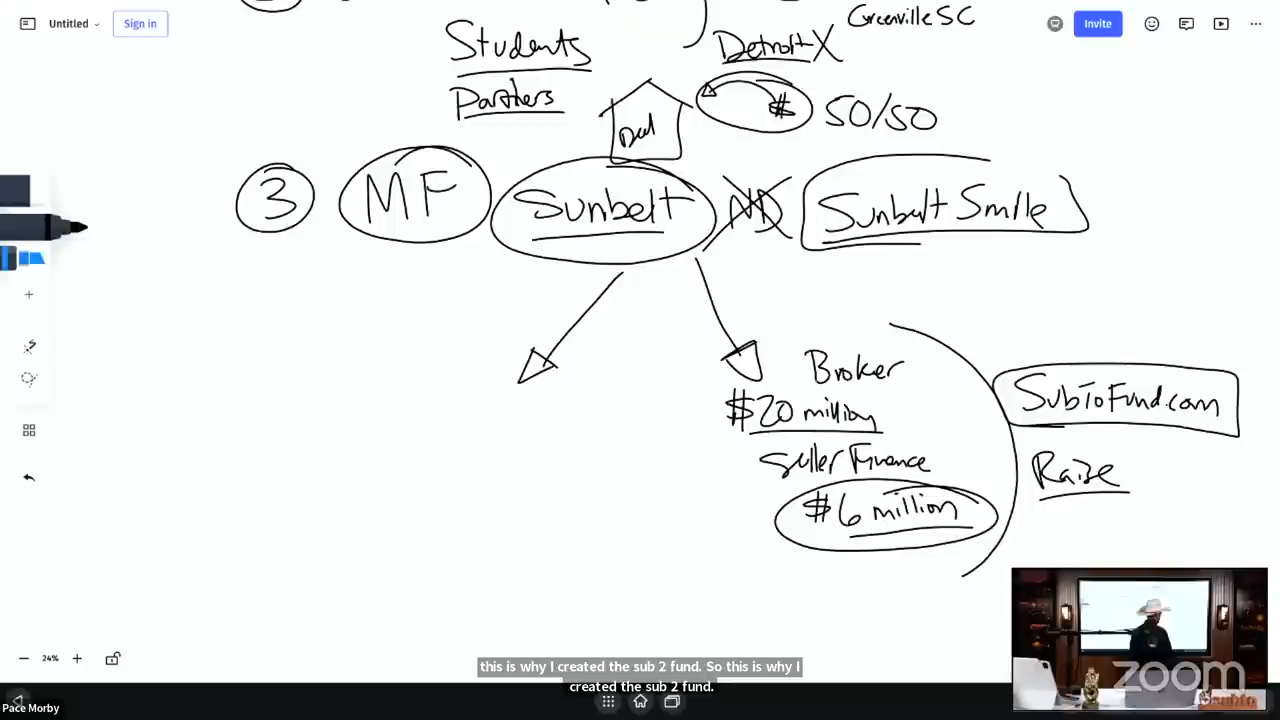 Untitled
Sign in
Invite
Greenville SC
Students
Detroit X
Partners
Deal
$
50/50
3
MF
Sunbelt
ND
Sunbelt Smile
Broker
$20 million
Seller Finance
$6 million
SubToFund.com
Raise
24%
this is why I created the sub 2 fund. So this is why I
created the sub 2 fund.
Pace Morby
zoom